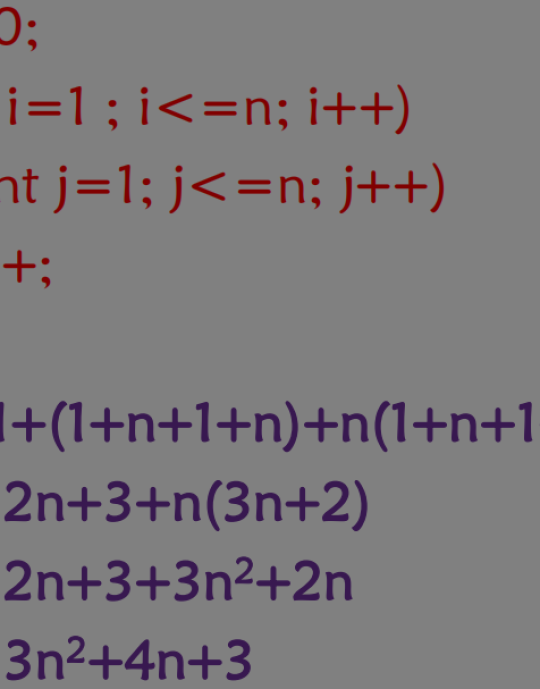 0;
i=1 ; i<=n; i++)
nt j=1; j<=n; j++)
+;
1+(1+n+1+n)+n(1+n+1
2n+3+n(3n+2)
2n+3+3n²+2n
3n²+4n+3